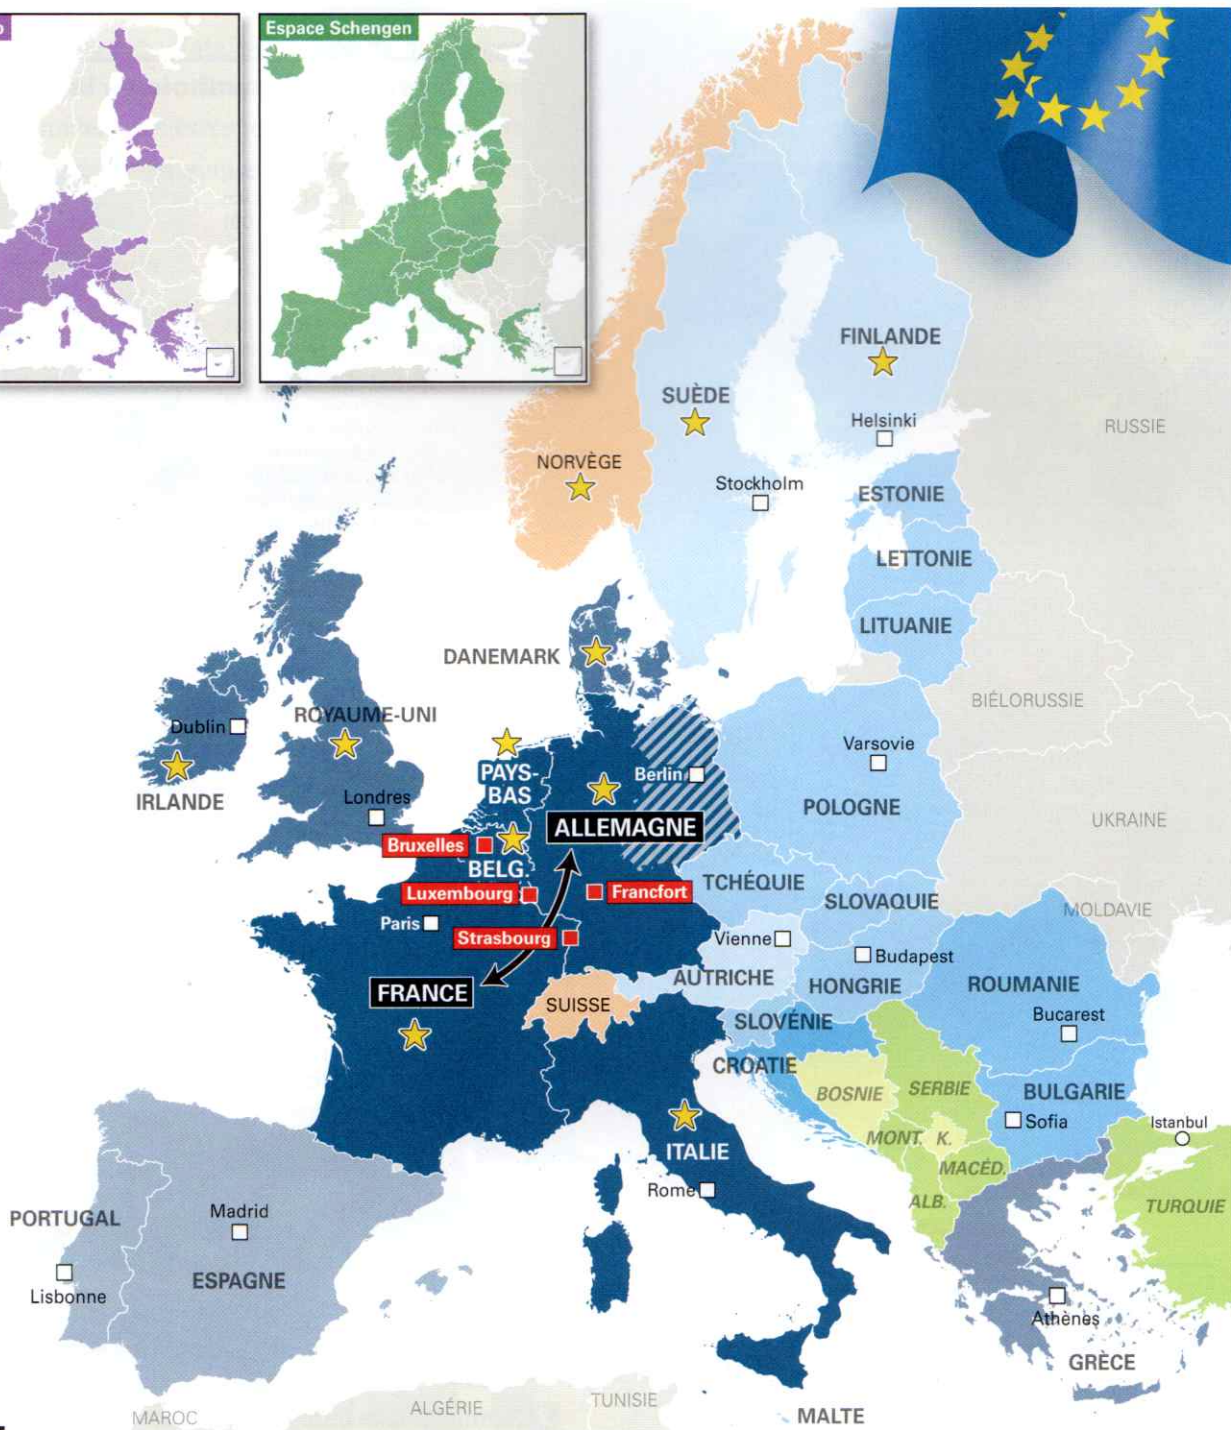 Espace Schengen
FINLANDE
SUÈDE
Helsinki
RUSSIE
NORVÈGE
Stockholm
ESTONIE
LETTONIE
LITUANIE
DANEMARK
BIÉLORUSSIE
ROYAUME-UNI
Dublin
Varsovie
PAYS-
BAS
Berlin
IRLANDE
Londres
POLOGNE
UKRAINE
ALLEMAGNE
Bruxelles
BELG.
TCHÉQUIE
Luxembourg
Francfort
SLOVAQUIE
MOLDAVIE
Paris
Strasbourg
Vienne
Budapest
AUTRICHE
HONGRIE
ROUMANIE
FRANCE
SUISSE
SLOVÉNIE
Bucarest
CROATIE
BOSNIE
SERBIE
BULGARIE
Sofia
Istanbul
MONT.
K.
ITALIE
MACÉD.
Rome
ALB.
TURQUIE
PORTUGAL
Madrid
ESPAGNE
Lisbonne
Athènes
GRÈCE
MAROC
ALGÉRIE
TUNISIE
MALTE